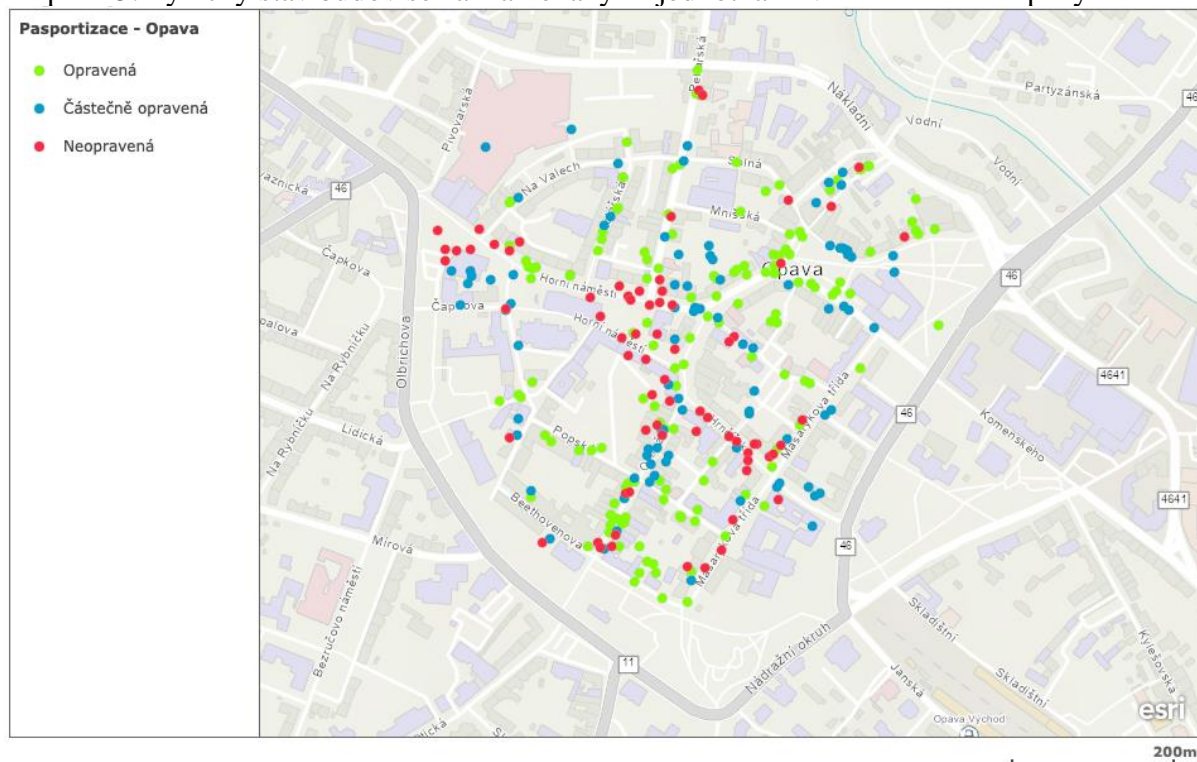 Pasportizace - Opava
Opravená
Částečně opravená
Neopravená
Pivovarská
Nákladní
Partyzánská
46
Vodní
Vodní
46
Na Valech
Solná
Mnišská
Čapkova
Opava
46
Horní náměstí
Čapkova
Horní náměstí
Na Rybníčku
Olbrichova
4641
Masarykova třída
46
Na Rybníčku
Lidická
Komenského
4641
Beethovenova
Masarykova třída
Mírová
46
Bezručovo náměstí
Skladištní
Kylešovská
11
Nádražní okruh
Janská
Skladištní
esri
Opava Východ
200m